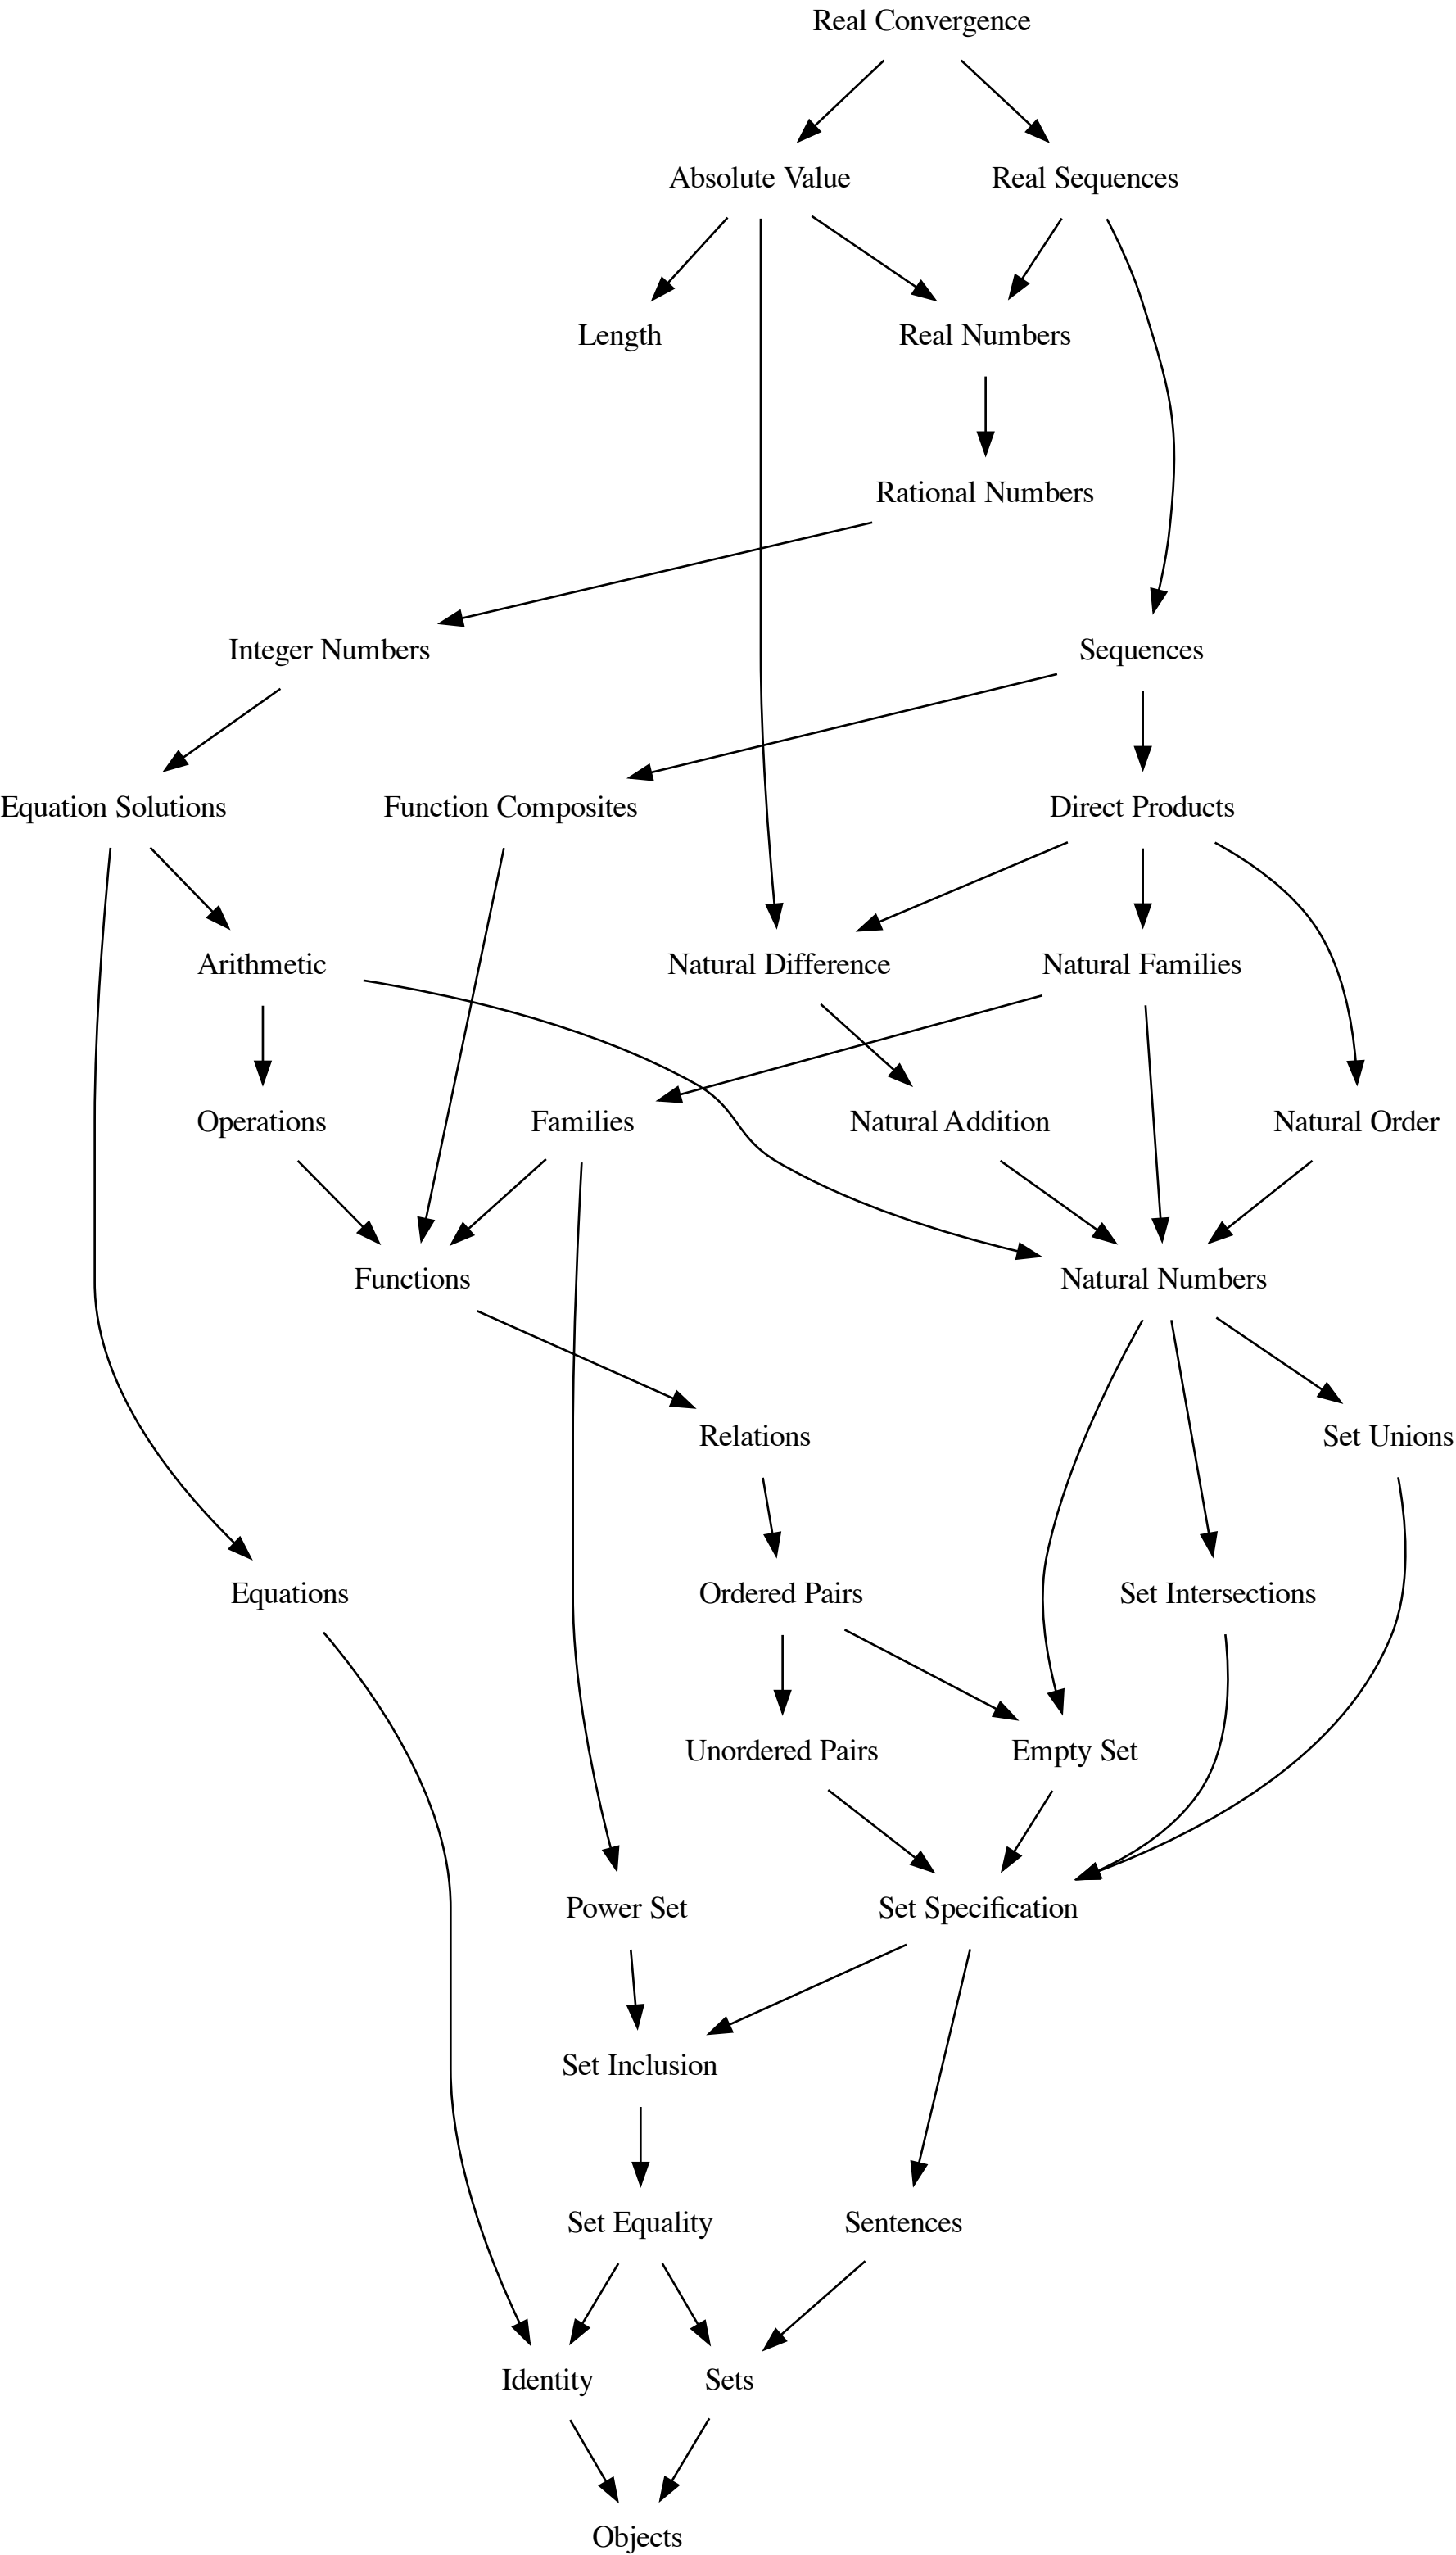 Real Convergence
Absolute Value
Real Sequences
Length
Real Numbers
Rational Numbers
Integer Numbers
Sequences
Equation Solutions
Function Composites
Direct Products
Arithmetic
Natural Difference
Natural Families
Operations
Families
Natural Addition
Natural Order
Functions
Natural Numbers
Relations
Set Unions
Equations
Ordered Pairs
Set Intersections
Unordered Pairs
Empty Set
Power Set
Set Specification
Set Inclusion
Set Equality
Sentences
Identity
Sets
Objects